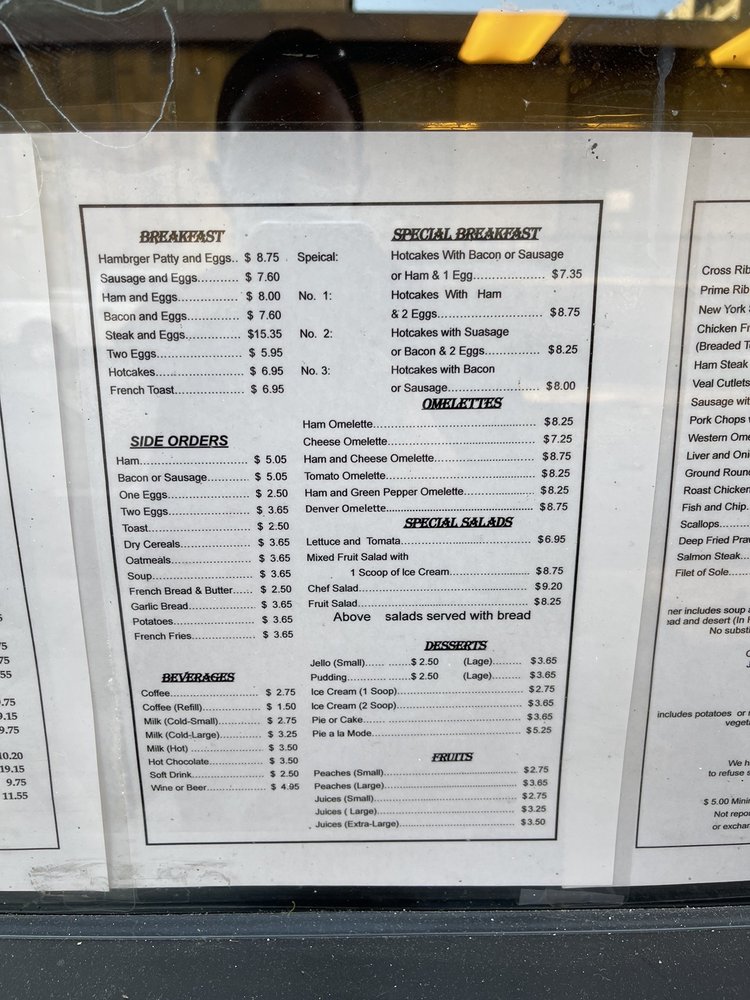 BREAKFAST
Hambrger Patty and Eggs.. $ 8.75
Sausage and Eggs............ $ 7.60
Ham and Eggs................ $ 8.00
Bacon and Eggs.............. $ 7.60
Steak and Eggs............... $15.35
Two Eggs...................... $ 5.95
Hotcakes....................... $ 6.95
French Toast................... $ 6.95
SPECIAL BREAKFAST
Speical: Hotcakes With Bacon or Sausage
or Ham & 1 Egg..................... $7.35
No. 1: Hotcakes With Ham
& 2 Eggs............................ $8.75
No. 2: Hotcakes with Suasage
or Bacon & 2 Eggs................ $8.25
No. 3: Hotcakes with Bacon
or Sausage......................... $8.00
OMELETTES
Ham Omelette.................................................. $8.25
Cheese Omelette.............................................. $7.25
Ham and Cheese Omelette................................ $8.75
Tomato Omelette.............................................. $8.25
Ham and Green Pepper Omelette....................... $8.25
Denver Omelette.............................................. $8.75
SIDE ORDERS
Ham............................. $ 5.05
Bacon or Sausage............. $ 5.05
One Eggs....................... $ 2.50
Two Eggs....................... $ 3.65
Toast............................ $ 2.50
Dry Cereals.................... $ 3.65
Oatmeals....................... $ 3.65
Soup............................. $ 3.65
French Bread & Butter..... $ 2.50
Garlic Bread................... $ 3.65
Potatoes........................ $ 3.65
French Fries................... $ 3.65
SPECIAL SALADS
Lettuce and Tomata.................................. $6.95
Mixed Fruit Salad with
1 Scoop of Ice Cream........................ $8.75
Chef Salad............................................... $9.20
Fruit Salad............................................... $8.25
Above salads served with bread
DESSERTS
Jello (Small)..... ........$ 2.50 (Lage)......... $3.65
Pudding...................$ 2.50 (Lage)......... $3.65
Ice Cream (1 Soop)..................................... $2.75
Ice Cream (2 Soop)..................................... $3.65
Pie or Cake................................................ $3.65
Pie a la Mode............................................. $5.25
BEVERAGES
Coffee............................ $ 2.75
Coffee (Refill)................... $ 1.50
Milk (Cold-Small).............. $ 2.75
Milk (Cold-Large).............. $ 3.25
Milk (Hot) ....................... $ 3.50
Hot Chocolate.................. $ 3.50
Soft Drink........................ $ 2.50
Wine or Beer.................... $ 4.95
FRUITS
Peaches (Small)......................................... $2.75
Peaches (Large)......................................... $3.65
Juices (Small)............................................ $2.75
Juices ( Large)........................................... $3.25
Juices (Extra-Large).................................... $3.50
.75
9.15
9.75
10.20
19.15
9.75
11.55
Cross Rib
Prime Rib
New York
Chicken
Ham Steak
Veal Cutlets
Sausage
Pork Chops
Western
Liver and
Ground
Roast Chicken
Fish and Chip.
Scallops......
Deep Fried
Salmon Steak...
Filet of Sole....
includes soup
and desert (In
No
includes potatoes or
We
to refuse
$ 5.00
Not
or